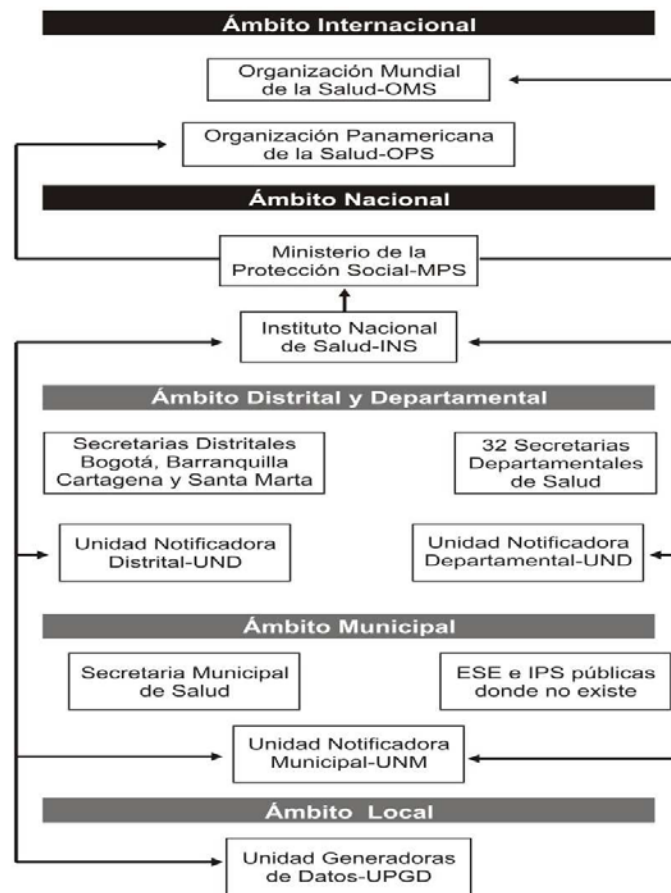 Ámbito Internacional
Organización Mundial
de la Salud-OMS
Organización Panamericana
de la Salud-OPS
Ámbito Nacional
Ministerio de la
Protección Social-MPS
Instituto Nacional
de Salud-INS
Ámbito Distrital y Departamental
Secretarias Distritales
Bogotá, Barranquilla
Cartagena y Santa Marta
32 Secretarias
Departamentales
de Salud
Unidad Notificadora
Distrital-UND
Unidad Notificadora
Departamental-UND
Ámbito Municipal
Secretaria Municipal
de Salud
ESE e IPS públicas
donde no existe
Unidad Notificadora
Municipal-UNM
Ámbito Local
Unidad Generadoras
de Datos-UPGD